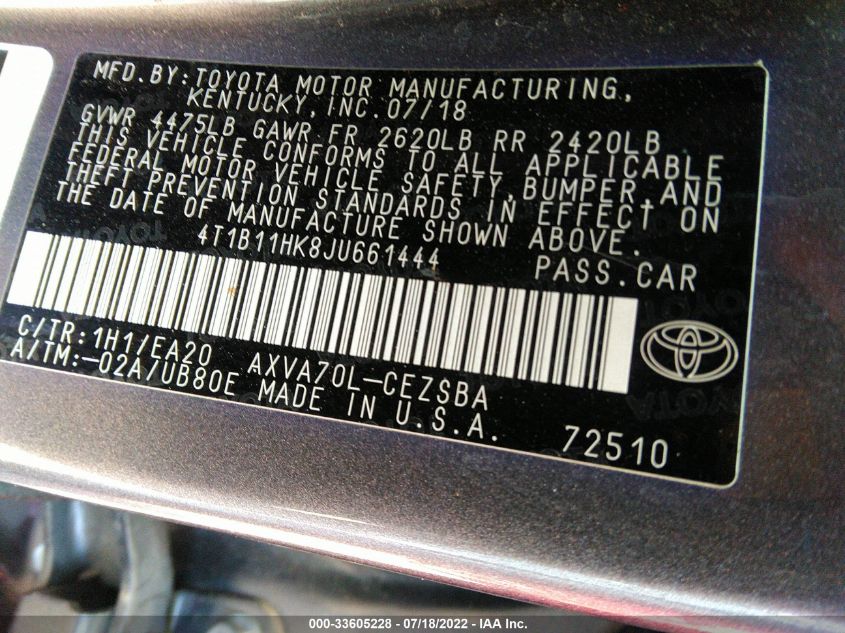 MFD.BY:TOYOTA MOTOR MANUFACTURING,
KENTUCKY,INC.07/18
GVWR 4475LB GAWR FR 2620LB RR 2420LB
THIS VEHICLE CONFORMS TO ALL APPLICABLE
FEDERAL MOTOR VEHICLE SAFETY,BUMPER,AND
THEFT PREVENTION STANDARDS IN EFFECT ON
THE DATE OF MANUFACTURE SHOWN ABOVE.
4T1B11HK8JU661444 PASS.CAR
C/TR:1H1/EA20 AXVA70L-CEZSBA
A/TM:-02A/UB80E MADE IN U.S.A.
72510
000-33605228 - 07/18/2022 - IAA Inc.